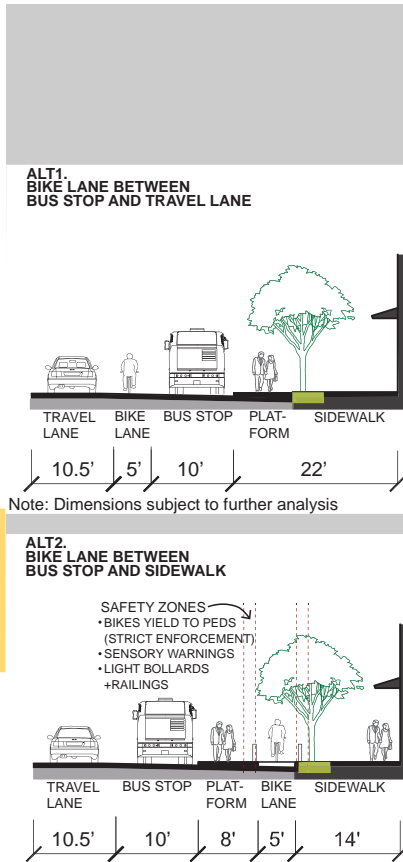 ALT1.
BIKE LANE BETWEEN
BUS STOP AND TRAVEL LANE
TRAVEL LANE
BIKE LANE
BUS STOP
PLAT-
FORM
SIDEWALK
10.5’
5’
10’
22’
Note: Dimensions subject to further analysis
ALT2.
BIKE LANE BETWEEN
BUS STOP AND SIDEWALK
SAFETY ZONES
• BIKES YIELD TO PEDS
(STRICT ENFORCEMENT)
• SENSORY WARNINGS
• LIGHT BOLLARDS
+RAILINGS
TRAVEL LANE
BUS STOP
PLAT-
FORM
BIKE LANE
SIDEWALK
10.5’
10’
8'
5'
14’